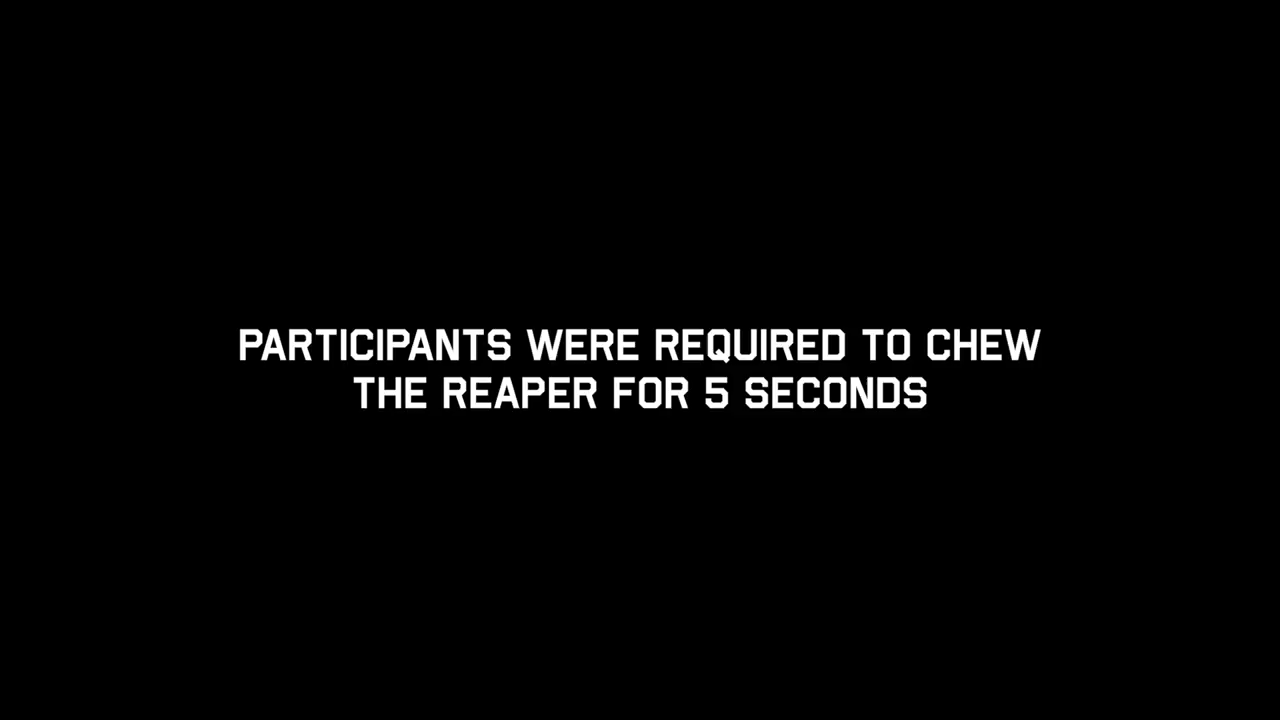 PARTICIPANTS WERE REQUIRED TO CHEW
THE REAPER FOR 5 SECONDS